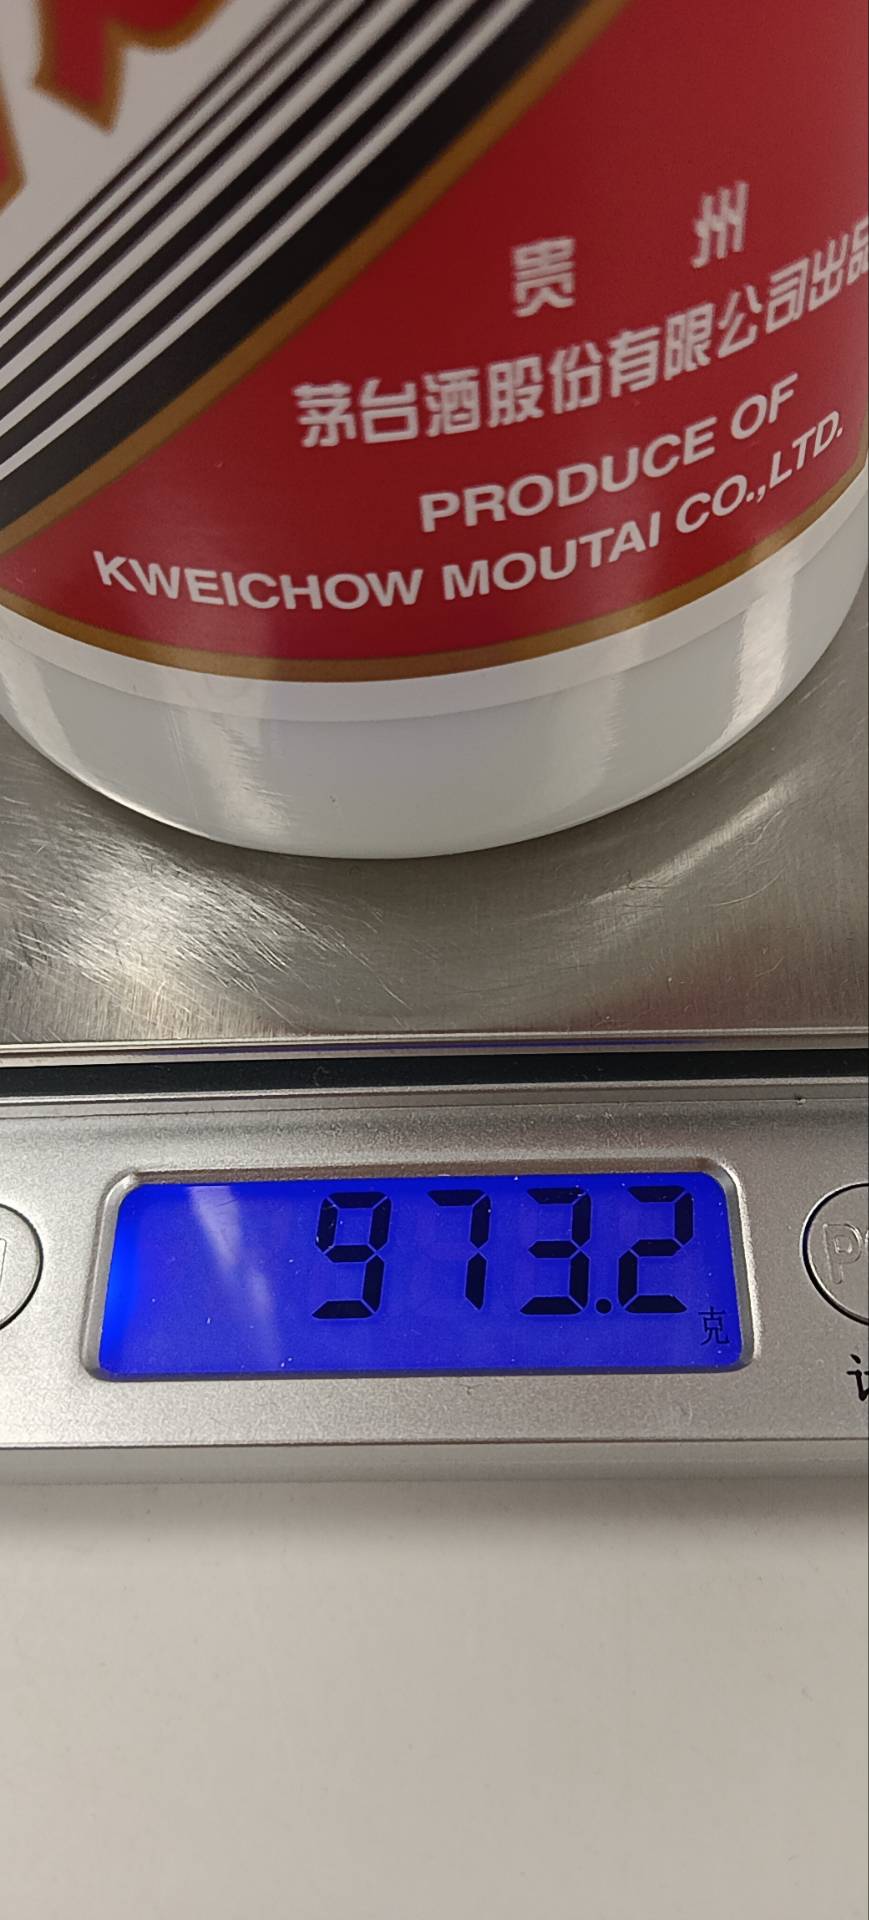 贵 州
茅台酒股份有限公司出品
PRODUCE OF
KWEICHOW MOUTAI CO.,LTD.
973.2
克